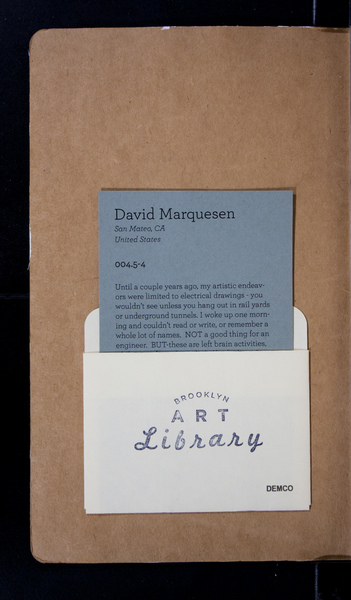 David Marquesen
San Mateo, CA
United States
004.5-4
Until a couple years ago, my artistic endeav-
ors were limited to electrical drawings - you
wouldn't see unless you hang out in rail yards
or underground tunnels. I woke up one morn-
ing and couldn't read or write, or remember a
whole lot of names. NOT a good thing for an
engineer. BUT-these are left brain activities.
BROOKLYN
ART
Library
DEMCO